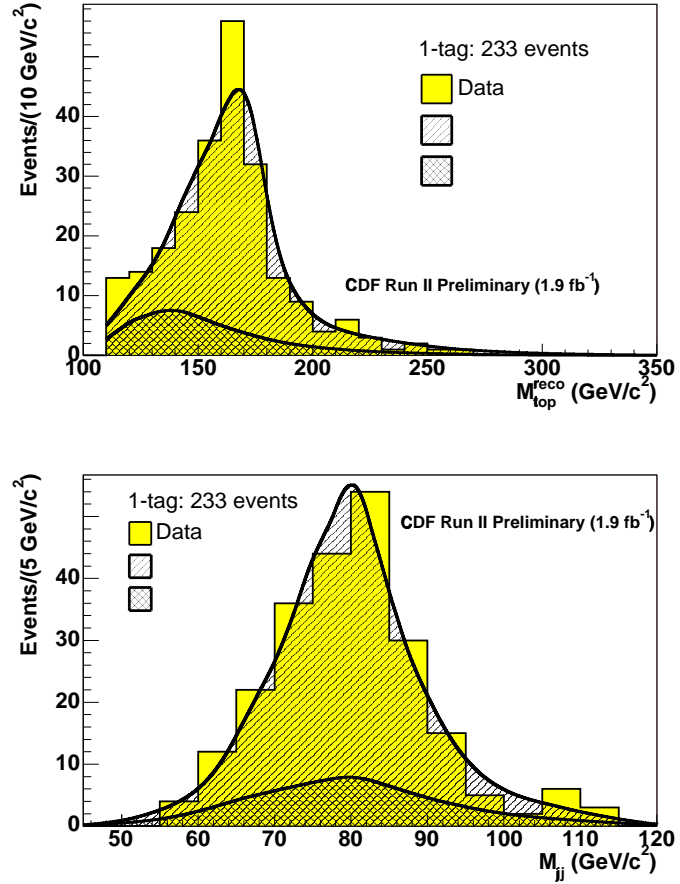 Events/(10 GeV/c²)
40
30
20
10
0
1-tag: 233 events
Data
CDF Run II Preliminary (1.9 fb⁻¹)
100 150 200 250 300 350
M^reco_top (GeV/c²)
Events/(5 GeV/c²)
40
30
20
10
0
1-tag: 233 events
Data
CDF Run II Preliminary (1.9 fb⁻¹)
50 60 70 80 90 100 110 120
M_jj (GeV/c²)